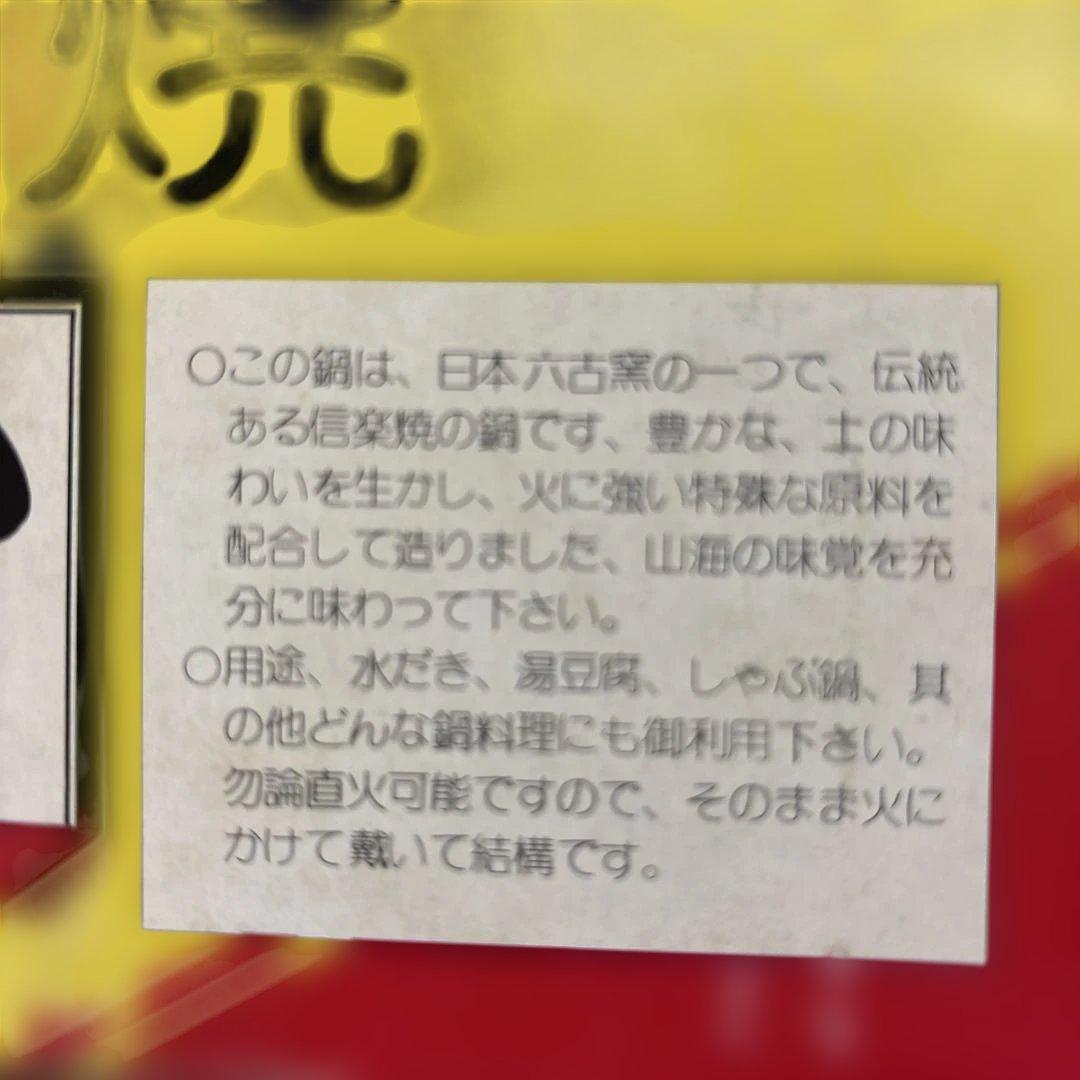 焼
○この鍋は、日本六古窯の一つで、伝統
ある信楽焼の鍋です、豊かな、土の味
わいを生かし、火に強い特殊な原料を
配合して造りました、山海の味覚を充
分に味わって下さい。
○用途、水だき、湯豆腐、しゃぶ鍋、其
の他どんな鍋料理にも御利用下さい。
勿論直火可能ですので、そのまま火に
かけて戴いて結構です。